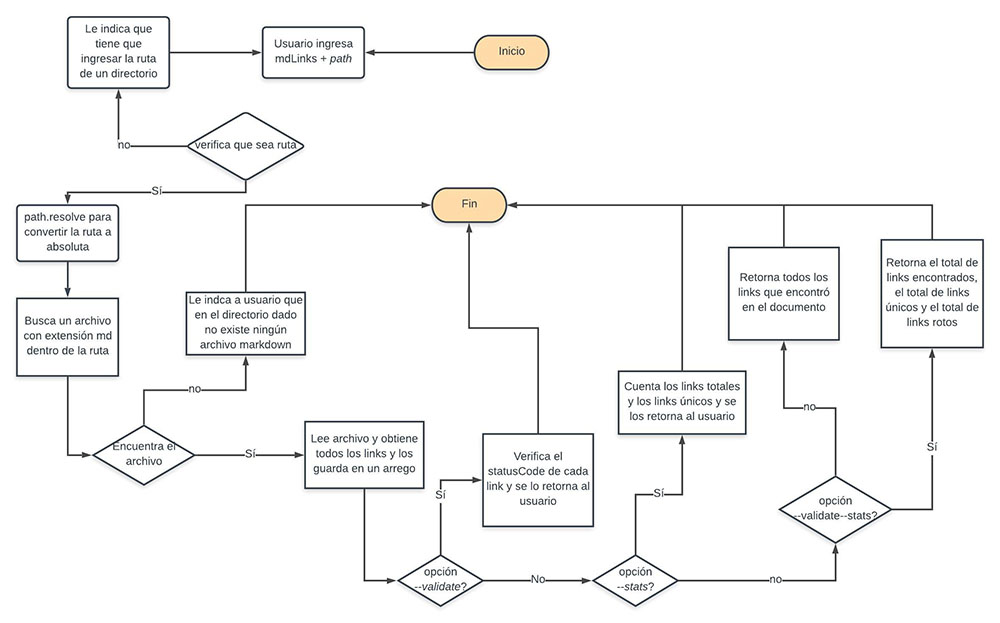 Le indica que
tiene que
ingresar la ruta
de un directorio
Usuario ingresa
mdLinks + path
Inicio
no
verifica que sea ruta
Sí
path.resolve para
convertir la ruta a
absoluta
Fin
Busca un archivo
con extensión md
dentro de la ruta
Le indca a usuario que
en el directorio dado
no existe ningún
archivo markdown
Retorna todos los
links que encontró
en el documento
Retorna el total de
links encontrados,
el total de links
únicos y el total de
links rotos
no
Encuentra el
archivo
Sí
Lee archivo y obtiene
todos los links y los
guarda en un arrego
Cuenta los links totales
y los links únicos y se
los retorna al usuario
Verifica el
statusCode de cada
link y se lo retorna al
usuario
Sí
Sí
no
Sí
opción
--validate--stats?
opción
--validate?
No
opción
--stats?
no